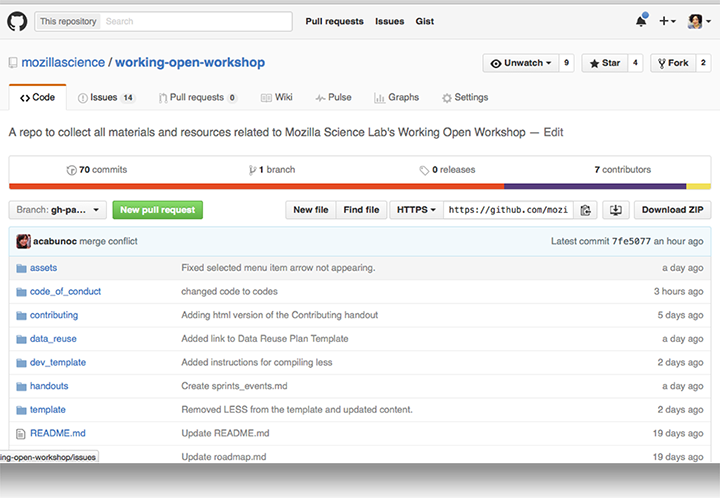 This repository Search Pull requests Issues Gist
mozillascience / working-open-workshop Unwatch 9 Star 4 Fork 2
Code Issues 14 Pull requests 0 Wiki Pulse Graphs Settings
A repo to collect all materials and resources related to Mozilla Science Lab's Working Open Workshop — Edit
70 commits 1 branch 0 releases 7 contributors
Branch: gh-pa... New pull request New file Find file HTTPS https://github.com/mozi Download ZIP
acabunoc merge conflict Latest commit 7fe5077 an hour ago
assets Fixed selected menu item arrow not appearing. a day ago
code_of_conduct changed code to codes 3 hours ago
contributing Adding html version of the Contributing handout 5 days ago
data_reuse Added link to Data Reuse Plan Template a day ago
dev_template Added instructions for compiling less 2 days ago
handouts Create sprints_events.md a day ago
template Removed LESS from the template and updated content. 2 days ago
README.md Update README.md 19 days ago
ing-open-workshop/issues Update roadmap.md 19 days ago